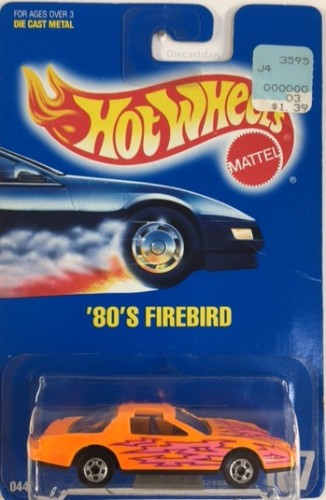 FOR AGES OVER 3
DIE CAST METAL
Diecastdan
3595
J4
000000
03
$1.39
HOT WHEELS
®
MATTEL
®
'80'S FIREBIRD
044